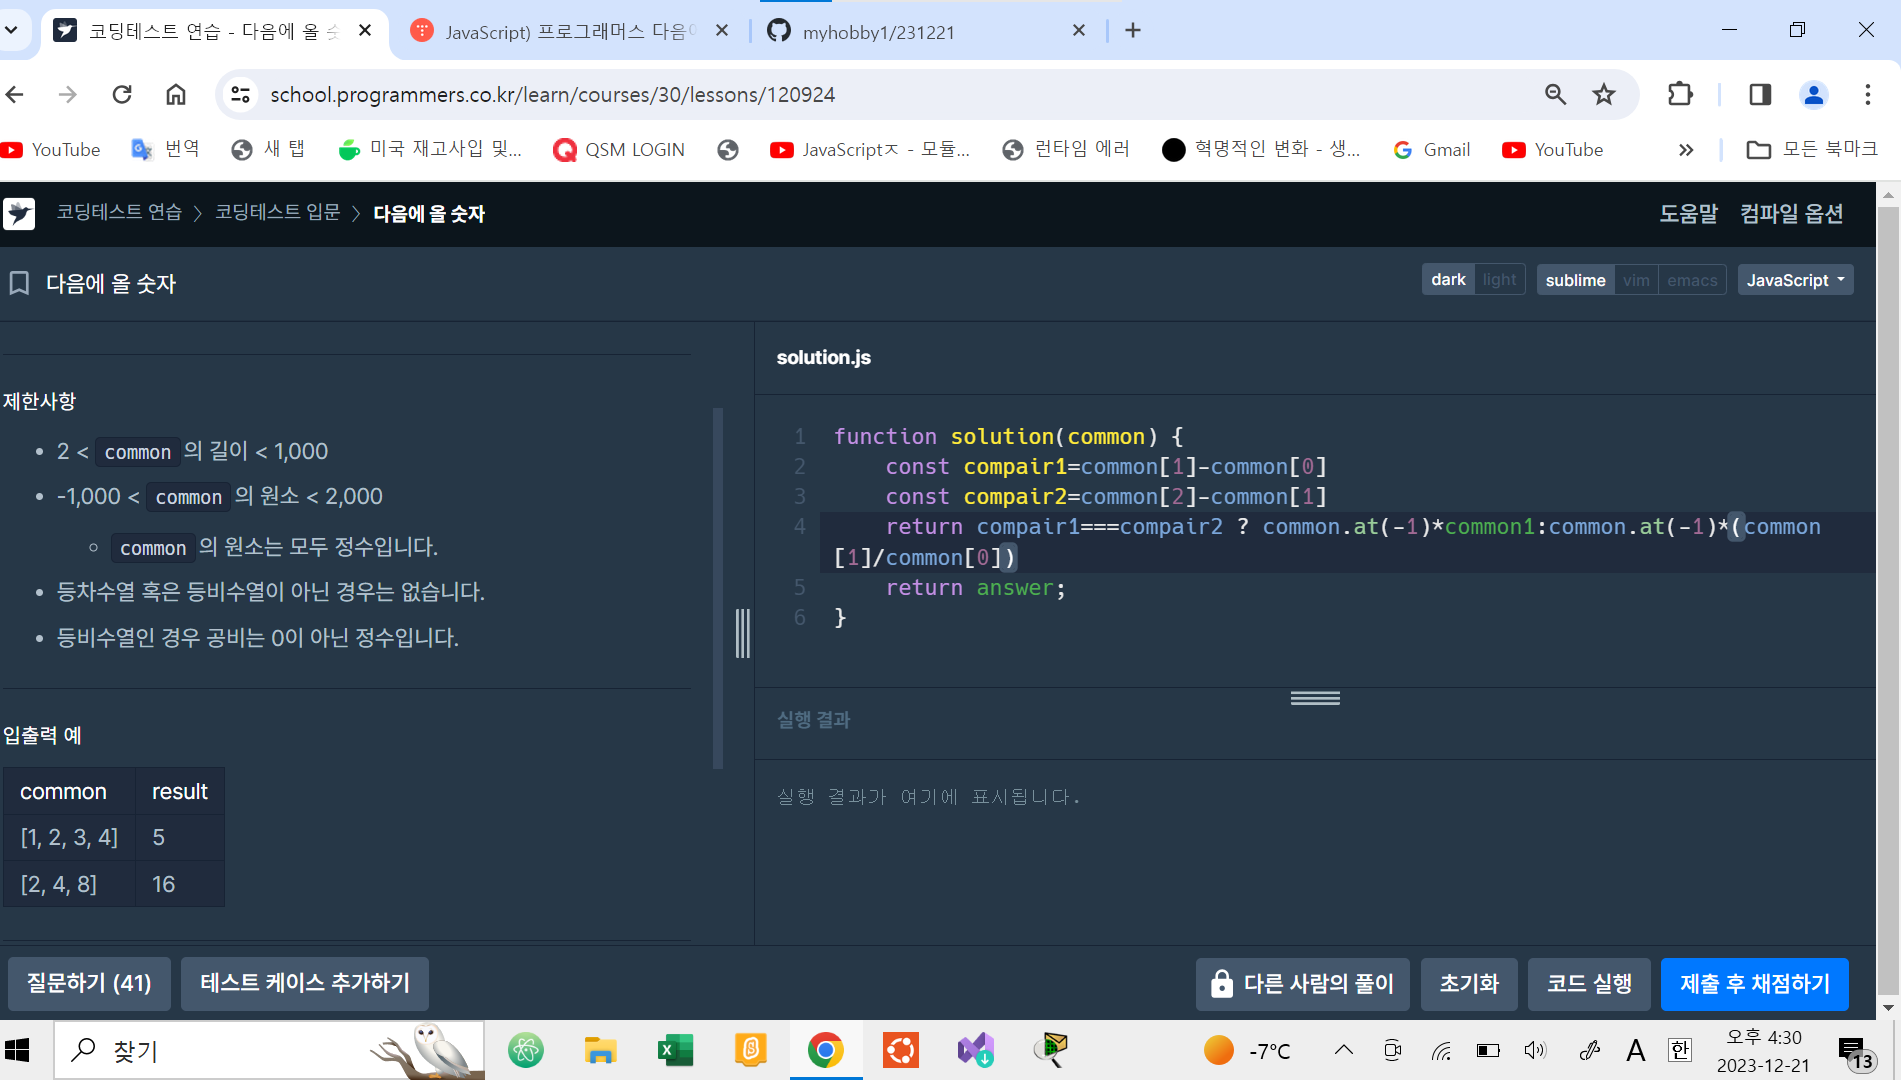 코딩테스트 연습 - 다음에 올 숫
JavaScript) 프로그래머스 다음에
myhobby1/231221
school.programmers.co.kr/learn/courses/30/lessons/120924
YouTube
번역
새 탭
미국 재고사입 및...
QSM LOGIN
JavaScriptㅈ - 모듈...
런타임 에러
혁명적인 변화 - 생...
Gmail
YouTube
모든 북마크
코딩테스트 연습 > 코딩테스트 입문 > 다음에 올 숫자
도움말 컴파일 옵션
다음에 올 숫자
dark light
sublime vim emacs
JavaScript
제한사항
• 2 < common 의 길이 < 1,000
• -1,000 < common 의 원소 < 2,000
◦ common 의 원소는 모두 정수입니다.
• 등차수열 혹은 등비수열이 아닌 경우는 없습니다.
• 등비수열인 경우 공비는 0이 아닌 정수입니다.
입출력 예
common result
[1, 2, 3, 4] 5
[2, 4, 8] 16
solution.js
1 function solution(common) {
2 const compair1=common[1]-common[0]
3 const compair2=common[2]-common[1]
4 return compair1===compair2 ? common.at(-1)*common1:common.at(-1)*(common
[1]/common[0])
5 return answer;
6 }
실행 결과
실행 결과가 여기에 표시됩니다.
질문하기 (41)
테스트 케이스 추가하기
다른 사람의 풀이
초기화
코드 실행
제출 후 채점하기
찾기
-7°C
A
한
오후 4:30
2023-12-21
13